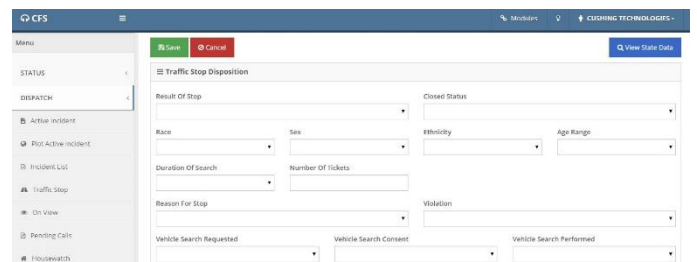 CFS
Modules
CUSHING TECHNOLOGIES
Menu
Save
Cancel
View State Data
STATUS
Traffic Stop Disposition
DISPATCH
Result Of Stop
Closed Status
Active Incident
Race
Sex
Ethnicity
Age Range
Plot Active Incident
Incident List
Duration Of Search
Number Of Tickets
Traffic Stop
Reason For Stop
Violation
On View
Pending Calls
Vehicle Search Requested
Vehicle Search Consent
Vehicle Search Performed
Housewatch